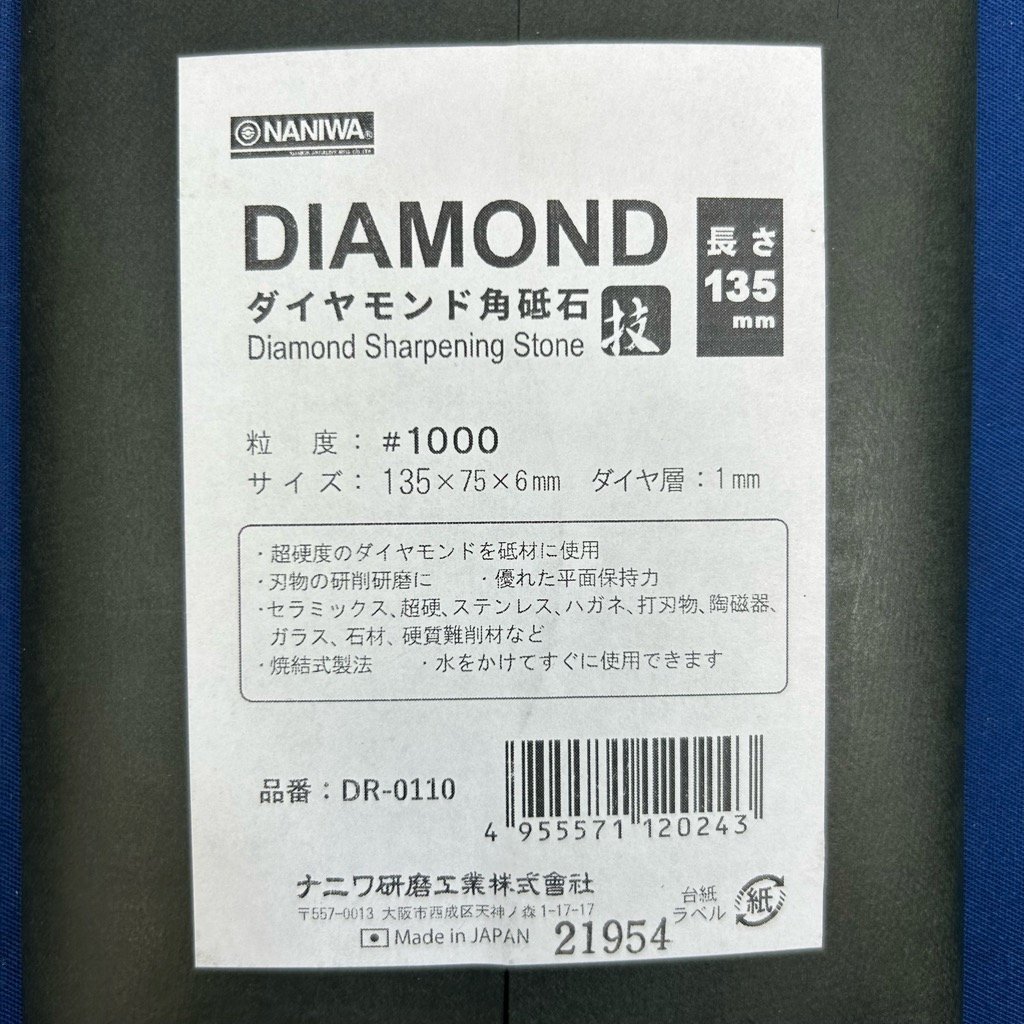 NANIWA®
DIAMOND
ダイヤモンド角砥石 技
Diamond Sharpening Stone
長さ
135
mm
粒 度：#1000
サイズ：135×75×6mm ダイヤ層：1mm
・超硬度のダイヤモンドを砥材に使用
・刃物の研削研磨に ・優れた平面保持力
・セラミックス、超硬、ステンレス、ハガネ、打刃物、陶磁器、
ガラス、石材、硬質難削材など
・焼結式製法 ・水をかけてすぐに使用できます
品番：DR-0110
4 955571 120243
ナニワ研磨工業株式會社
〒557-0013 大阪市西成区天神ノ森1-17-17
Made in JAPAN
21954
台紙
ラベル
紙